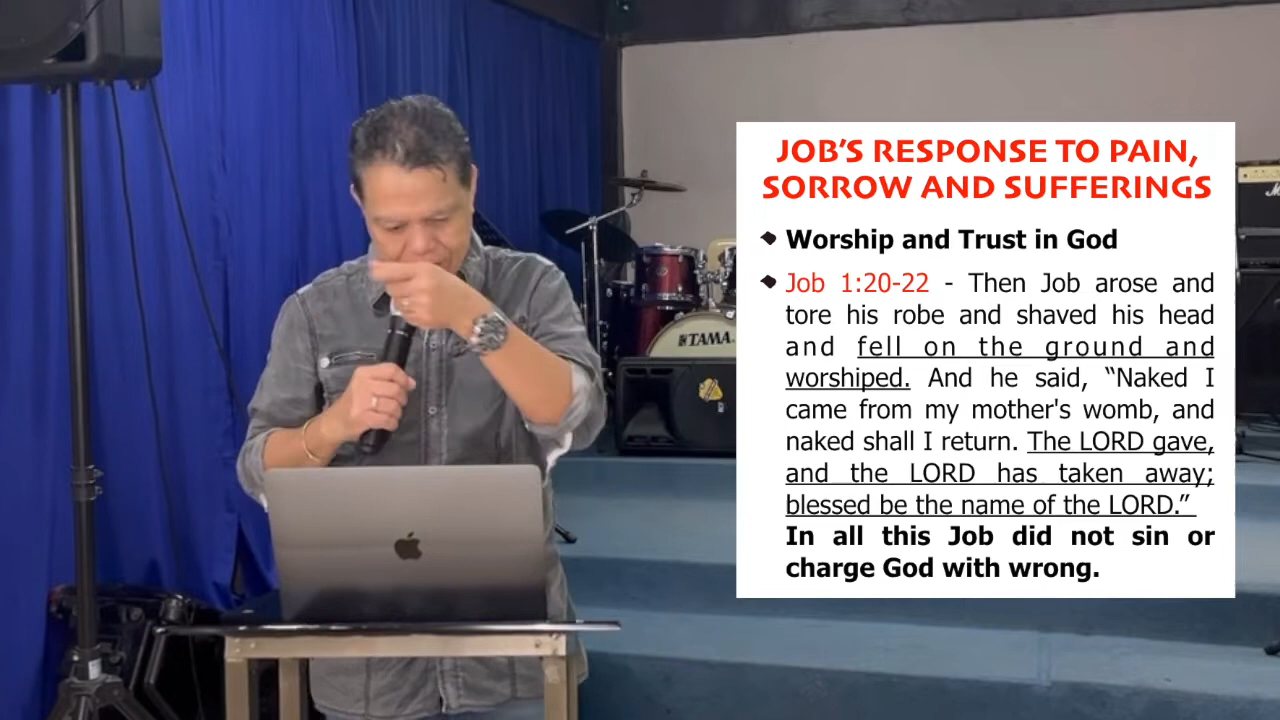 JOB'S RESPONSE TO PAIN,
SORROW AND SUFFERINGS
Worship and Trust in God
Job 1:20-22 - Then Job arose and
tore his robe and shaved his head
and fell on the ground and
worshiped. And he said, “Naked I
came from my mother's womb, and
naked shall I return. The LORD gave,
and the LORD has taken away;
blessed be the name of the LORD.”
In all this Job did not sin or
charge God with wrong.
TAMA